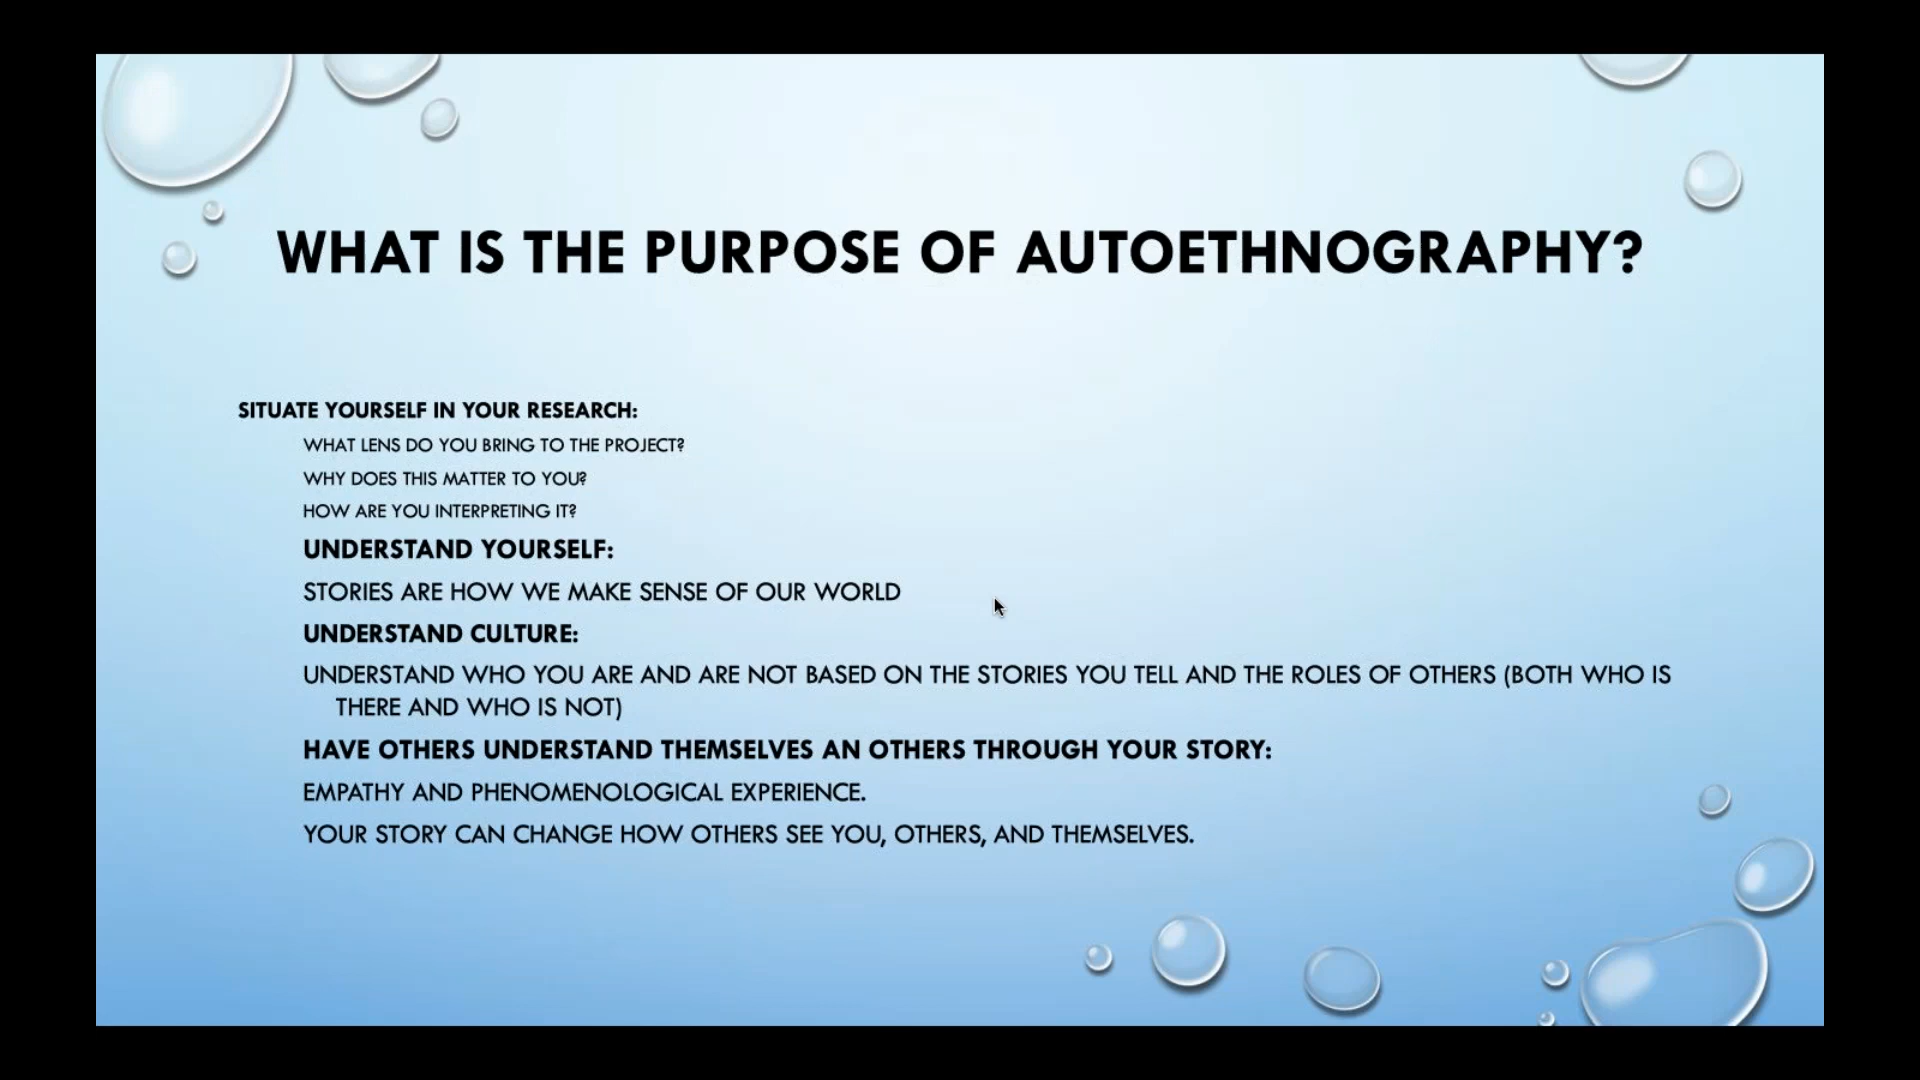 WHAT IS THE PURPOSE OF AUTOETHNOGRAPHY?
SITUATE YOURSELF IN YOUR RESEARCH:
WHAT LENS DO YOU BRING TO THE PROJECT?
WHY DOES THIS MATTER TO YOU?
HOW ARE YOU INTERPRETING IT?
UNDERSTAND YOURSELF:
STORIES ARE HOW WE MAKE SENSE OF OUR WORLD
UNDERSTAND CULTURE:
UNDERSTAND WHO YOU ARE AND ARE NOT BASED ON THE STORIES YOU TELL AND THE ROLES OF OTHERS (BOTH WHO IS
THERE AND WHO IS NOT)
HAVE OTHERS UNDERSTAND THEMSELVES AN OTHERS THROUGH YOUR STORY:
EMPATHY AND PHENOMENOLOGICAL EXPERIENCE.
YOUR STORY CAN CHANGE HOW OTHERS SEE YOU, OTHERS, AND THEMSELVES.